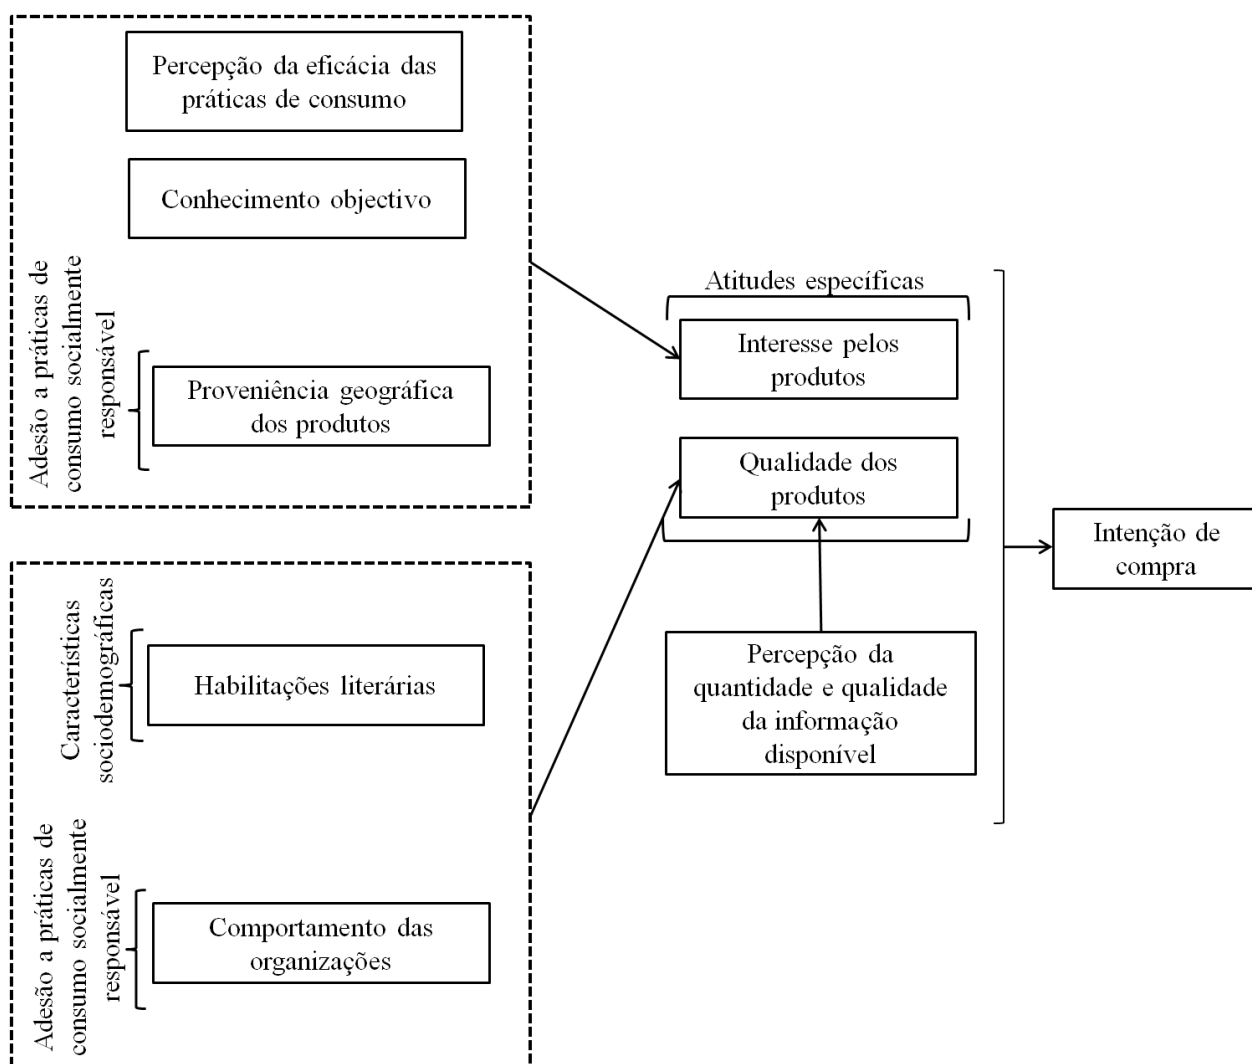 Percepção da eficácia das
práticas de consumo
Conhecimento objectivo
Adesão a práticas de
consumo socialmente
responsável
Proveniência geográfica
dos produtos
Características
sociodemográficas
Habilitações literárias
Adesão a práticas de
consumo socialmente
responsável
Comportamento das
organizações
Atitudes específicas
Interesse pelos
produtos
Qualidade dos
produtos
Percepção da
quantidade e qualidade
da informação
disponível
Intenção de
compra